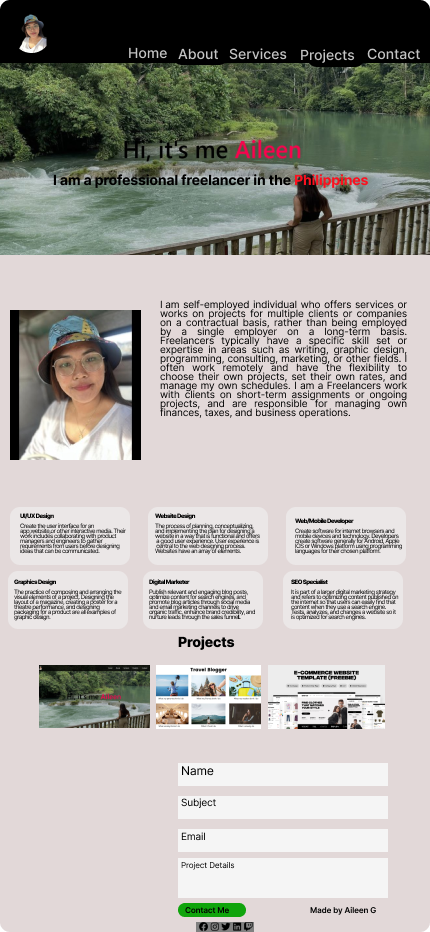 Home About Services Projects Contact
Hi, it's me Aileen
I am a professional freelancer in the Philippines
I am self-employed individual who offers services or
works on projects for multiple clients or companies
on a contractual basis, rather than being employed
by a single employer on a long-term basis.
Freelancers typically have a specific skill set or
expertise in areas such as writing, graphic design,
programming, consulting, marketing, or other fields. I
often work remotely and have the flexibility to
choose their own projects, set their own rates, and
manage my own schedules. I am a Freelancers work
with clients on short-term assignments or ongoing
projects, and are responsible for managing own
finances, taxes, and business operations.
UI/UX Design
Create the user interface for an
app,website,or other interactive media. Their
work includes collaborating with product
managers and engineers to gather
requirements from users before designing
ideas that can be communicated.
Website Design
The process of planning, conceptualizing,
and implementing the plan for designing a
website in a way that is functional and offers
a good user experience. User experience is
central to the web designing process.
Websites have an array of elements.
Web/Mobile Developer
Create software for internet browsers and
mobile devices and technology. Developers
create software generally for Android, Apple
IOS or Windows platform using programming
languages for their chosen platform.
Graphics Design
The practice of composing and arranging the
visual elements of a project. Designing the
layout of a magazine, creating a poster for a
theatre performance, and designing
packaging for a product are all examples of
graphic design.
Digital Marketer
Publish relevant and engaging blog posts,
optimize content for search engines, and
promote blog articles through social media
and email marketing channels to drive
organic traffic, enhance brand credibility, and
nurture leads through the sales funnel.
SEO Specialist
It is part of a larger digital marketing strategy
and refers to optimizing content published on
the internet so that users can easily find that
content when they use a search engine.
Tests, analyzes, and changes a website so it
is optimized for search engines.
Projects
Hi, it's me Aileen
Travel Blogger
E-COMMERCE WEBSITE
TEMPLATE (FREEBIE)
Name
Subject
Email
Project Details
Contact Me
Made by Aileen G